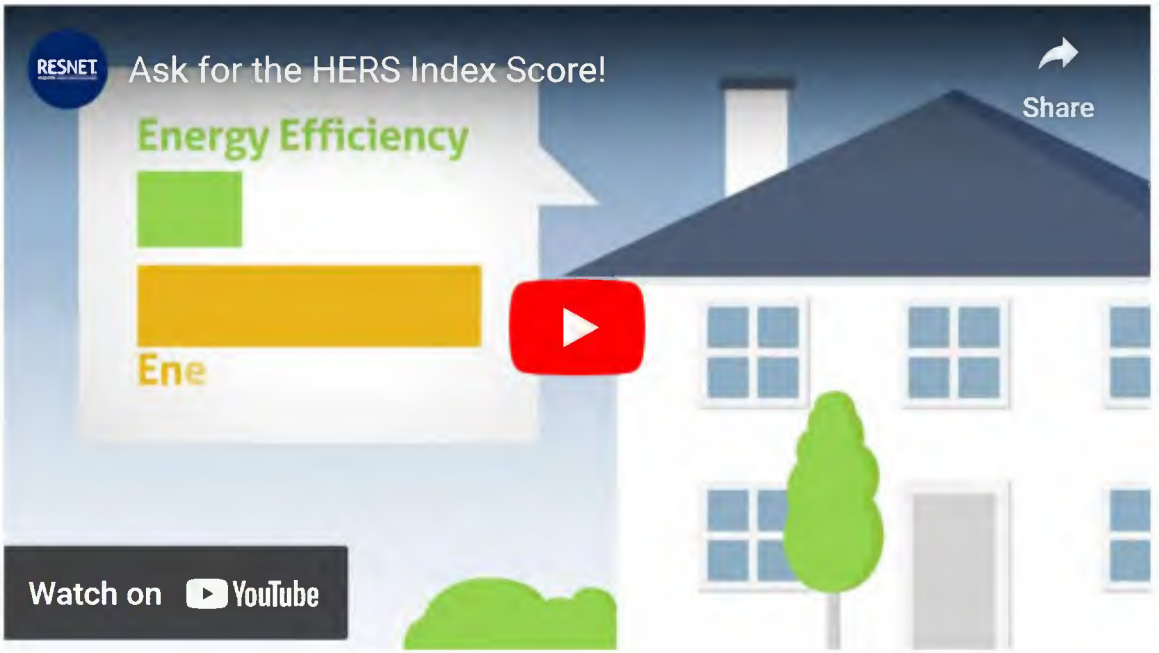 RESNET
Ask for the HERS Index Score!
Share
Energy Efficiency
Ene
Watch on YouTube